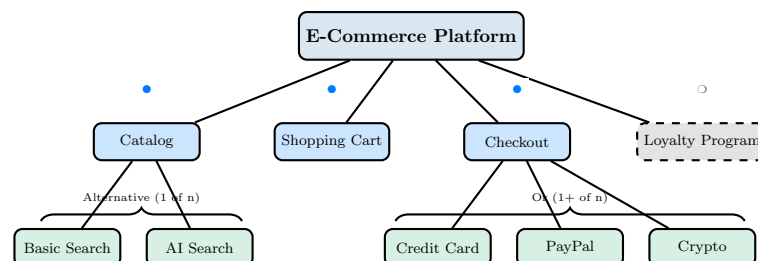 E-Commerce Platform
Catalog
Shopping Cart
Checkout
Loyalty Program
Alternative (1 of n)
Or (1+ of n)
Basic Search
AI Search
Credit Card
PayPal
Crypto